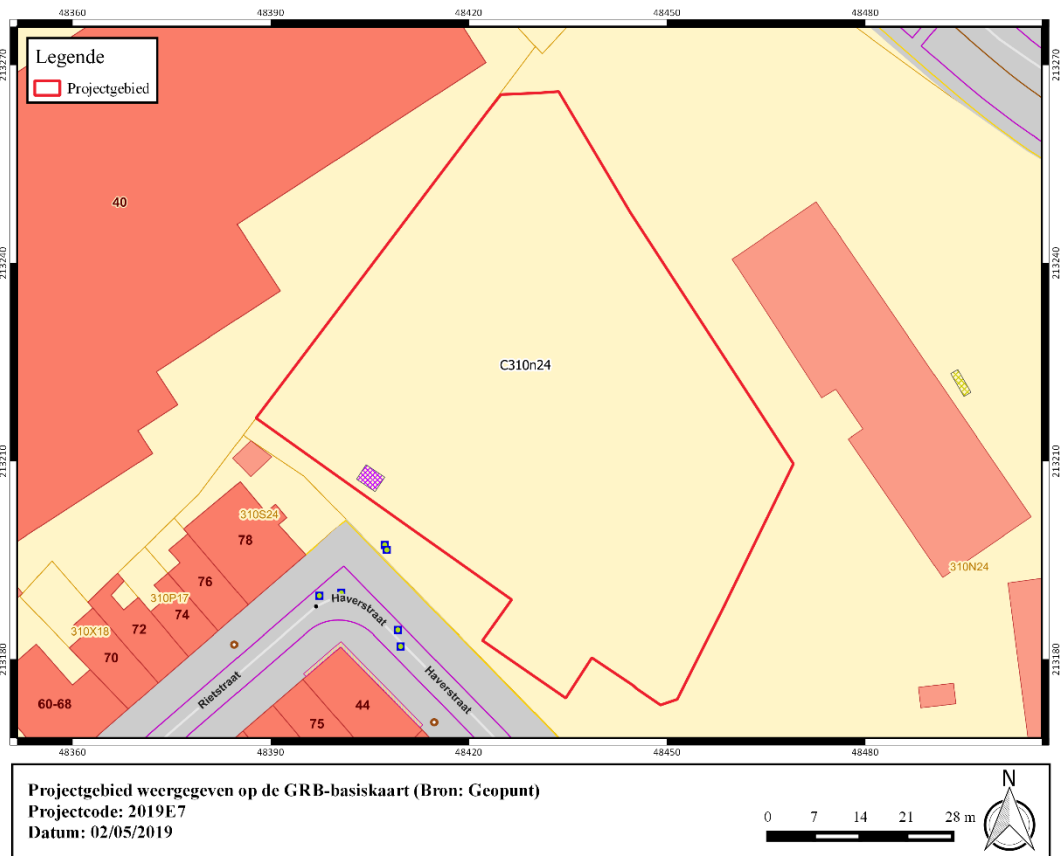 48360 48390 48420 48450 48480
213270 213270
Legende
Projectgebied
40
213240 213240
C310n24
213210 213210
310S24
78
310N24
76
310P17
74
Haverstraat
310X18
72
70
213180 213180
Rietstraat
Haverstraat
60-68
44
75
48360 48390 48420 48450 48480
Projectgebied weergegeven op de GRB-basiskaart (Bron: Geopunt)
Projectcode: 2019E7
Datum: 02/05/2019
0 7 14 21 28 m
N